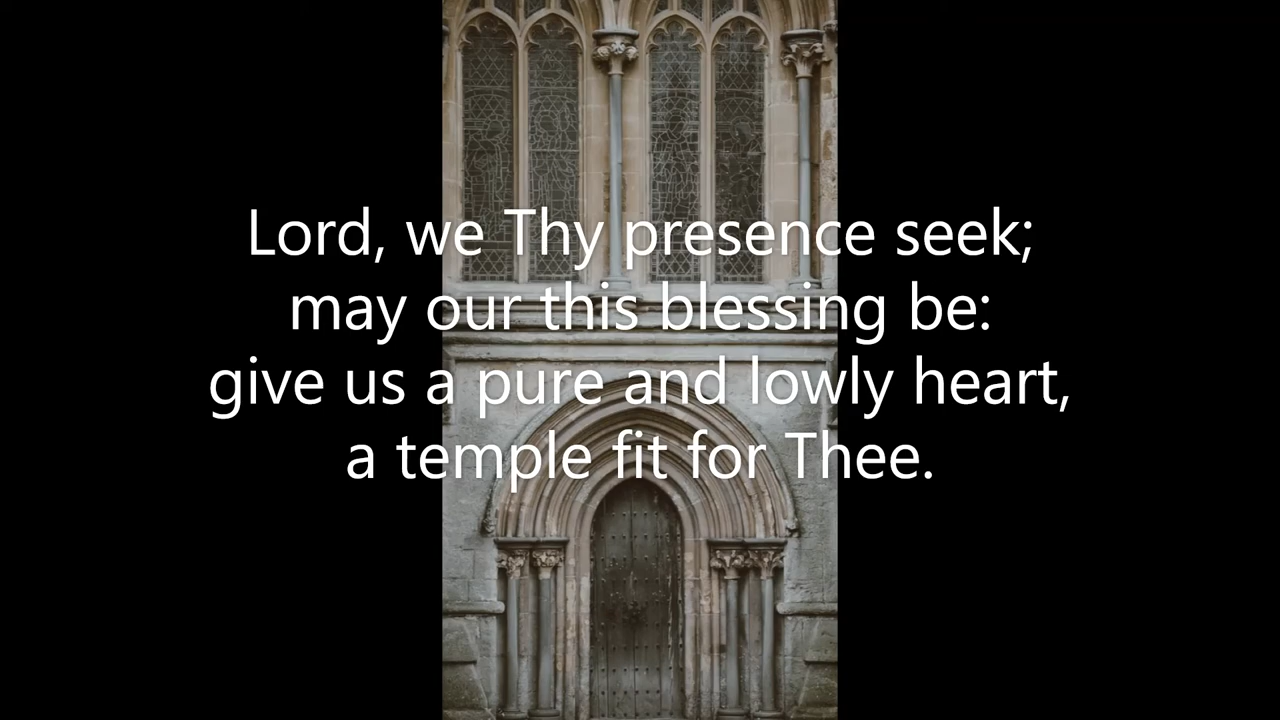 Lord, we Thy presence seek;
may our this blessing be:
give us a pure and lowly heart,
a temple fit for Thee.